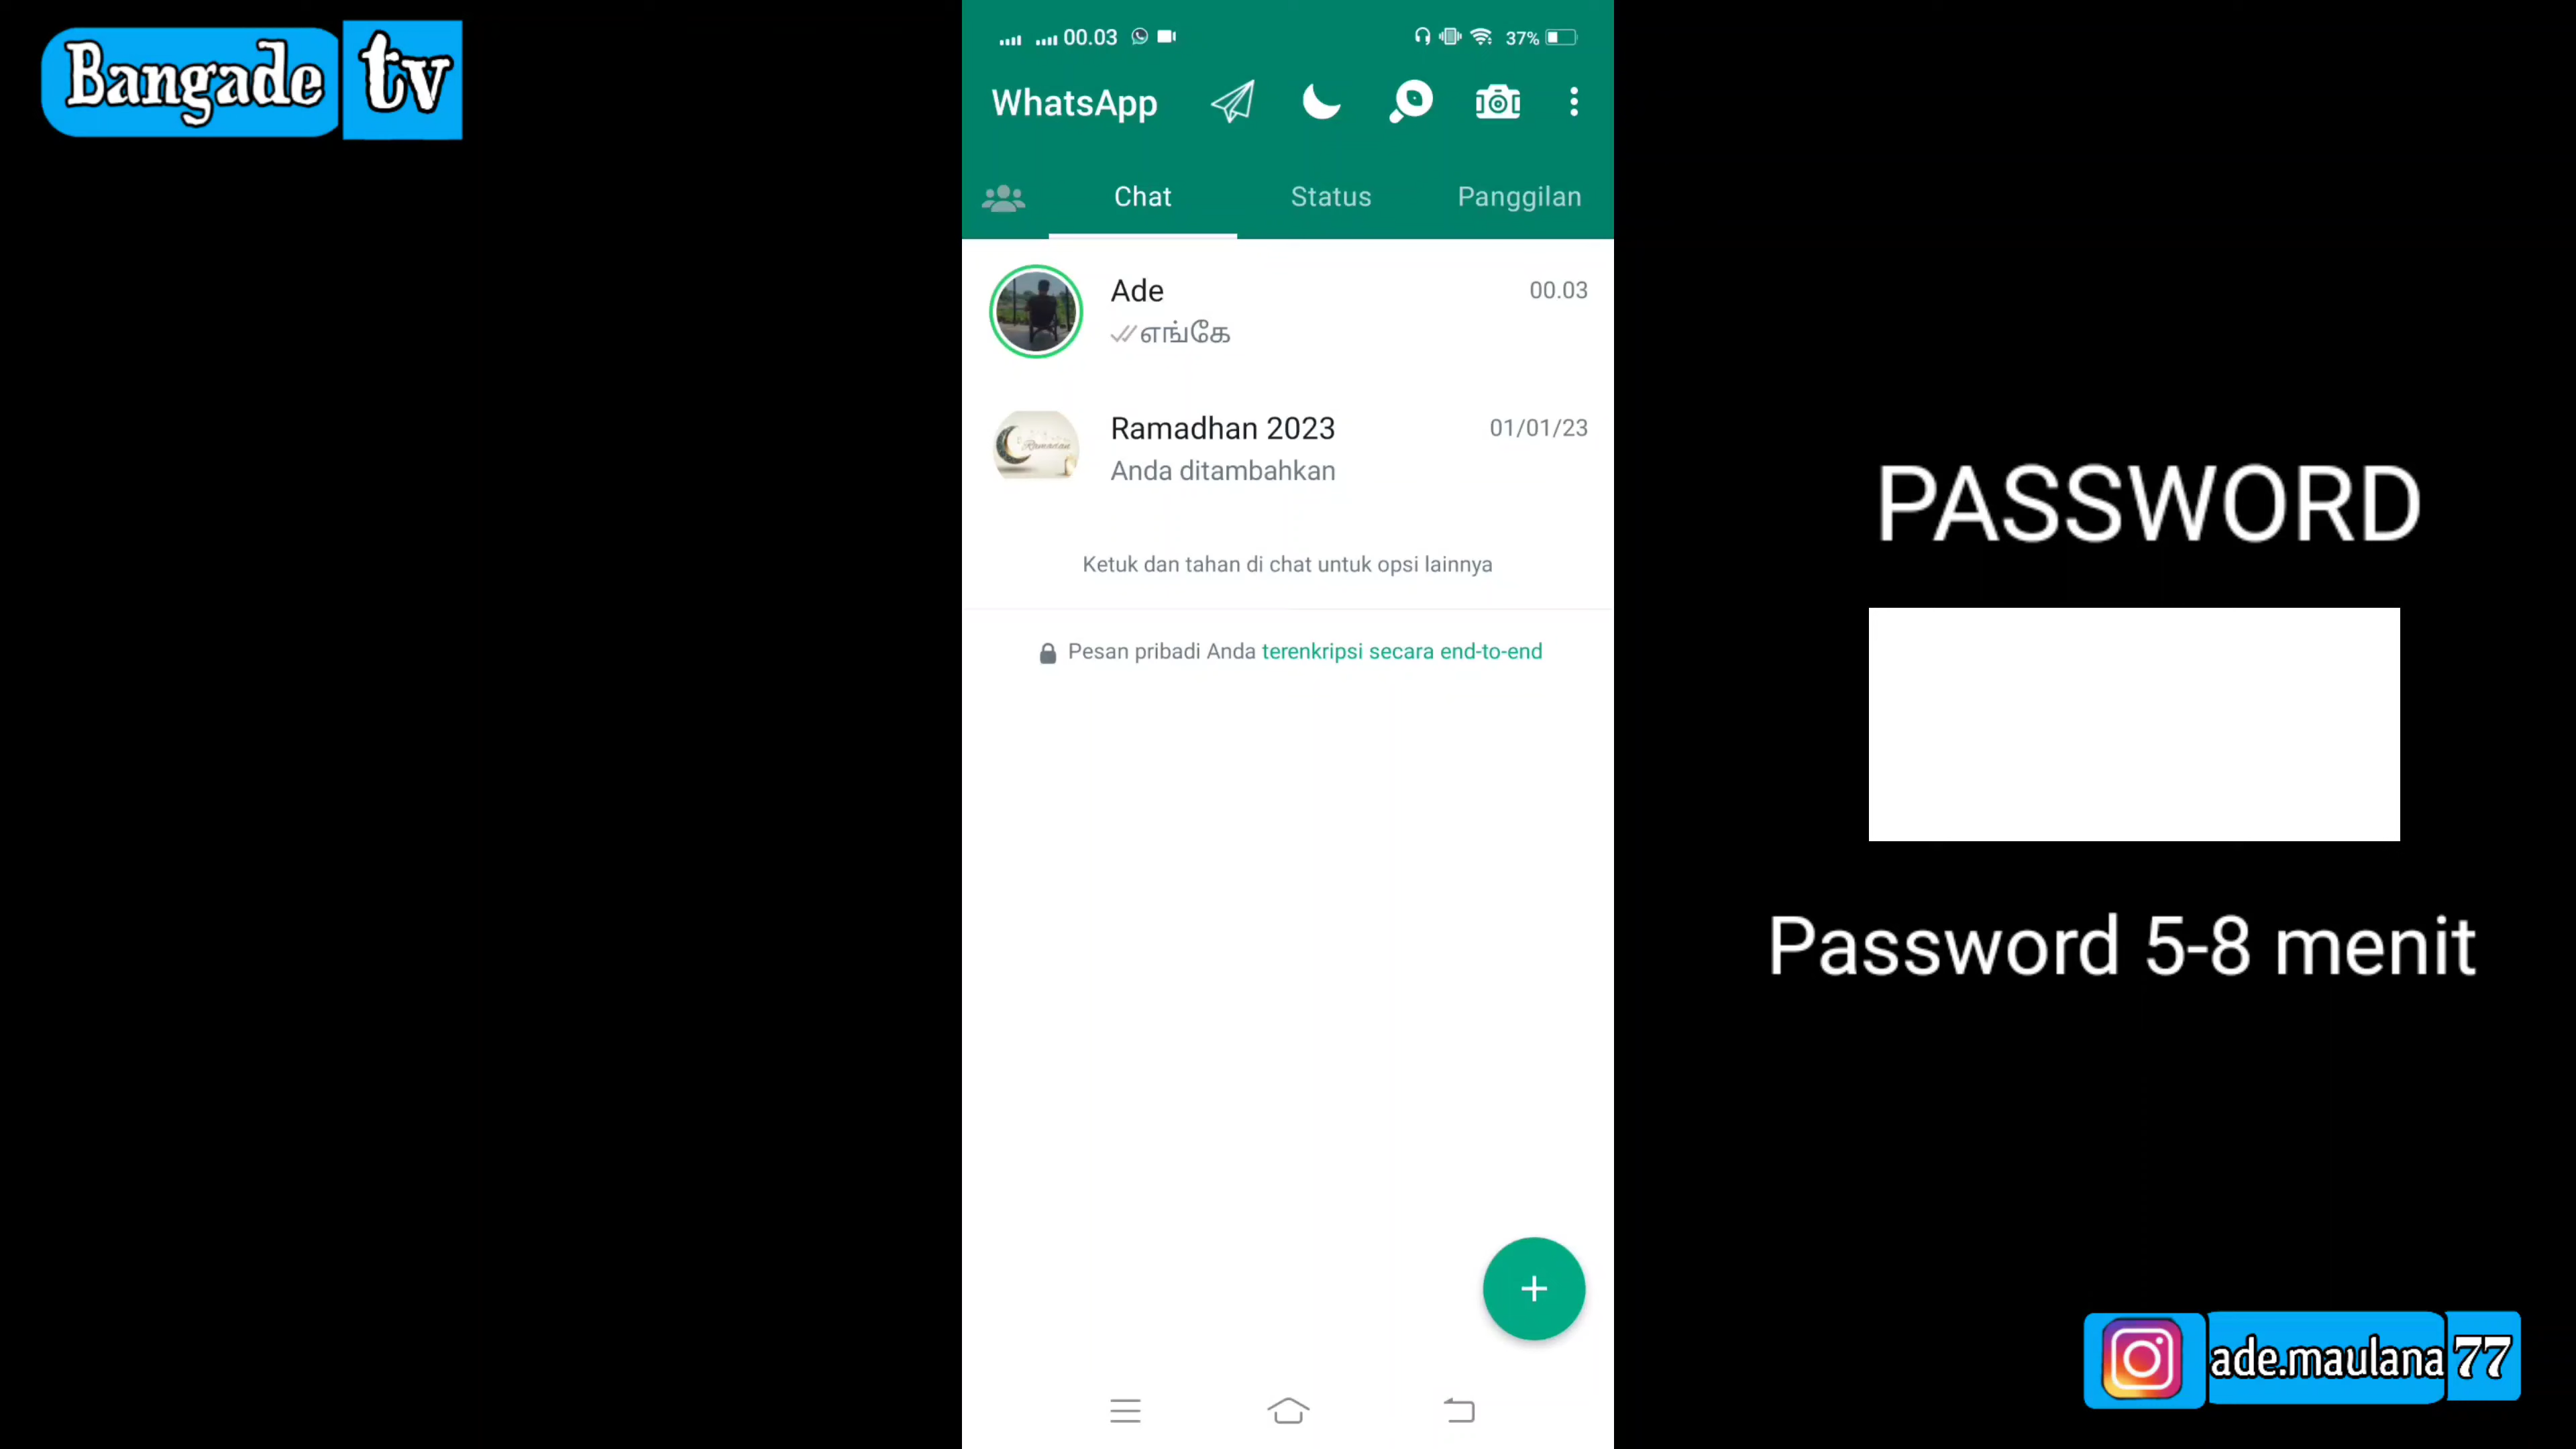 Bangade tv
00.03
37%
WhatsApp
Chat Status Panggilan
Ade 00.03
எங்கே
Ramadhan 2023 01/01/23
Anda ditambahkan
Ketuk dan tahan di chat untuk opsi lainnya
Pesan pribadi Anda terenkripsi secara end-to-end
PASSWORD
Password 5-8 menit
ade.maulana77